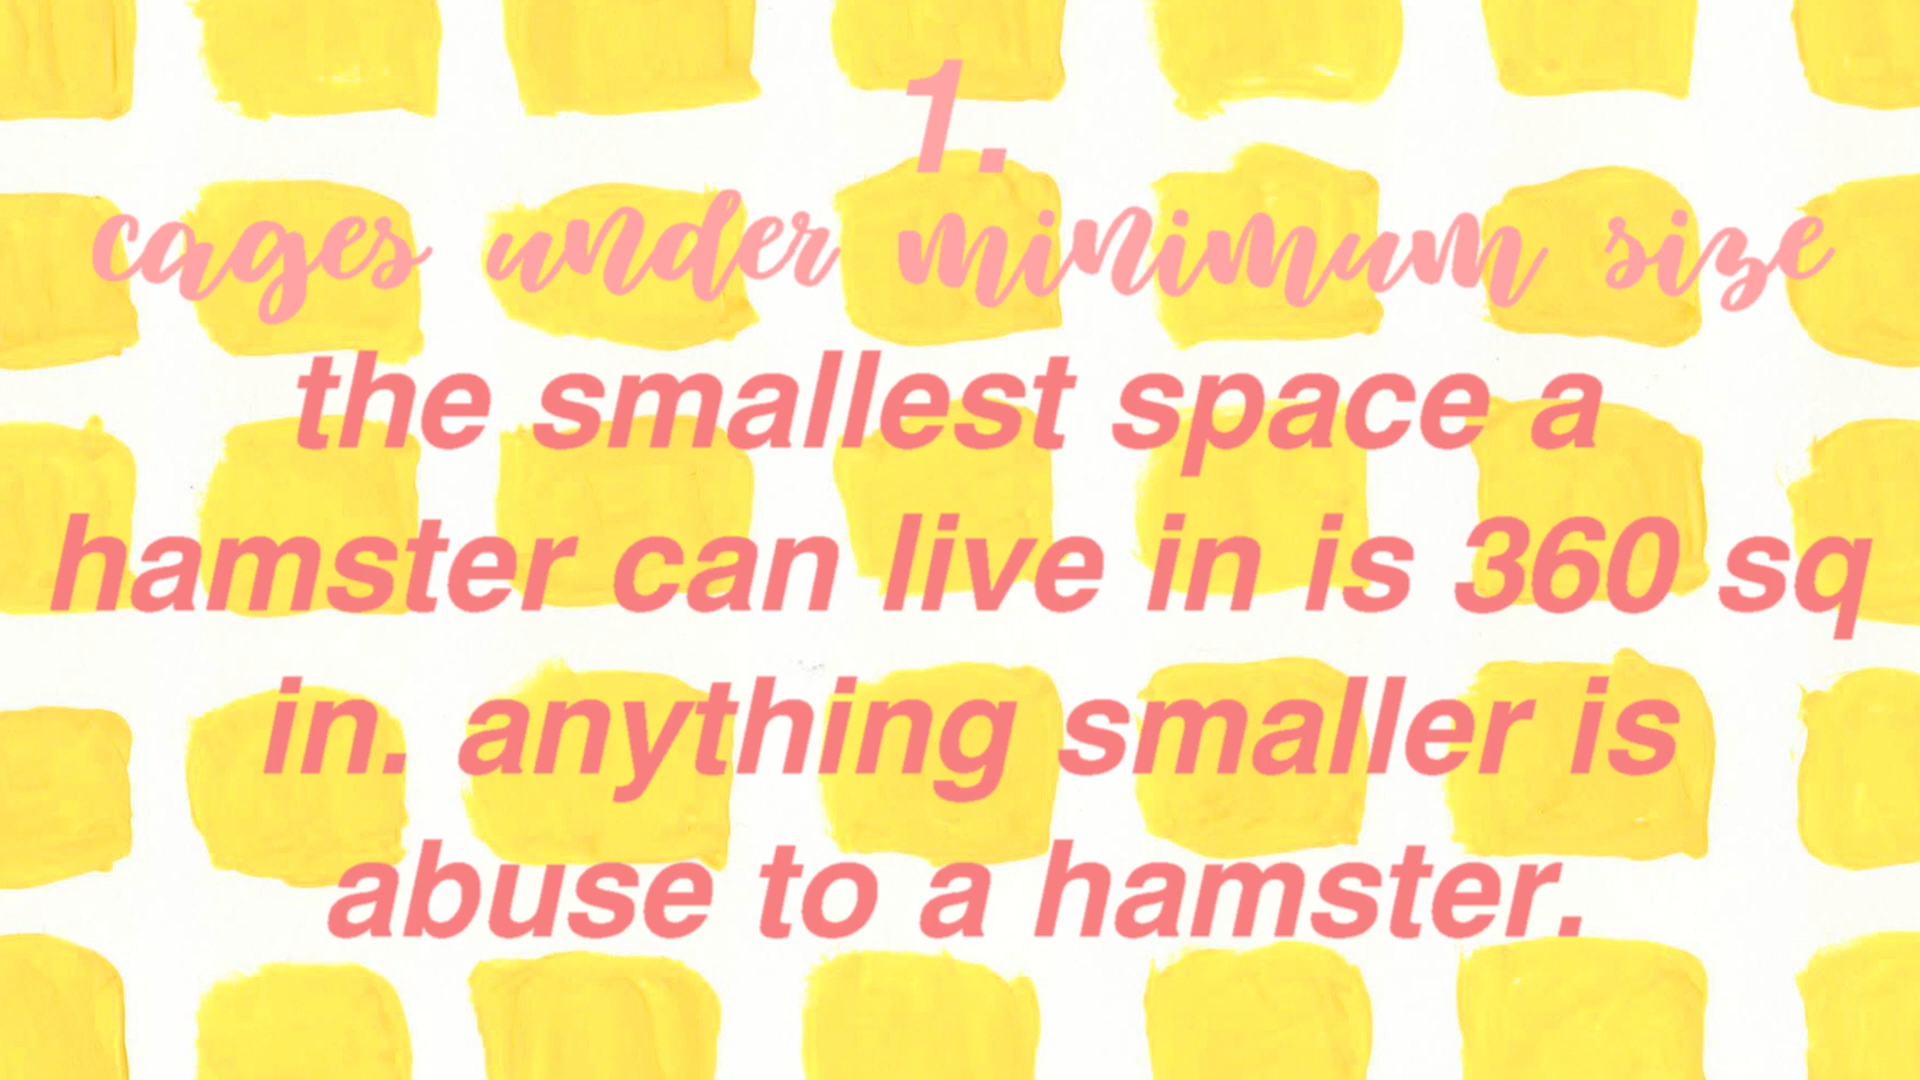 1.
cages under minimum size
the smallest space a
hamster can live in is 360 sq
in. anything smaller is
abuse to a hamster.